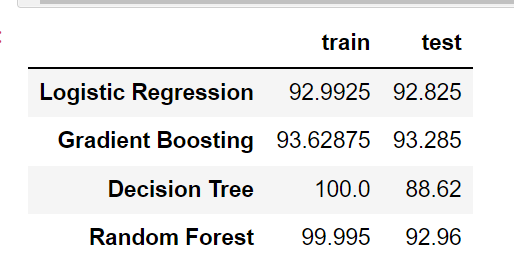 train test
Logistic Regression 92.9925 92.825
Gradient Boosting 93.62875 93.285
Decision Tree 100.0 88.62
Random Forest 99.995 92.96